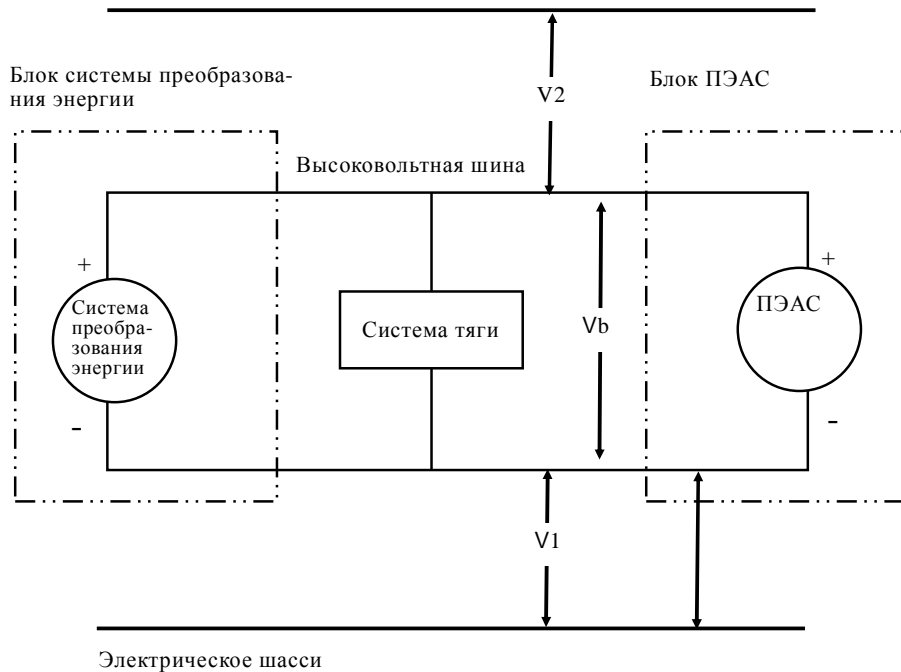 Блок системы преобразова-
ния энергии
Блок ПЭАС
V2
Высоковольтная шина
+
+
Система
преобра-
зования
энергии
Система тяги
Vb
ПЭАС
-
-
V1
Электрическое шасси